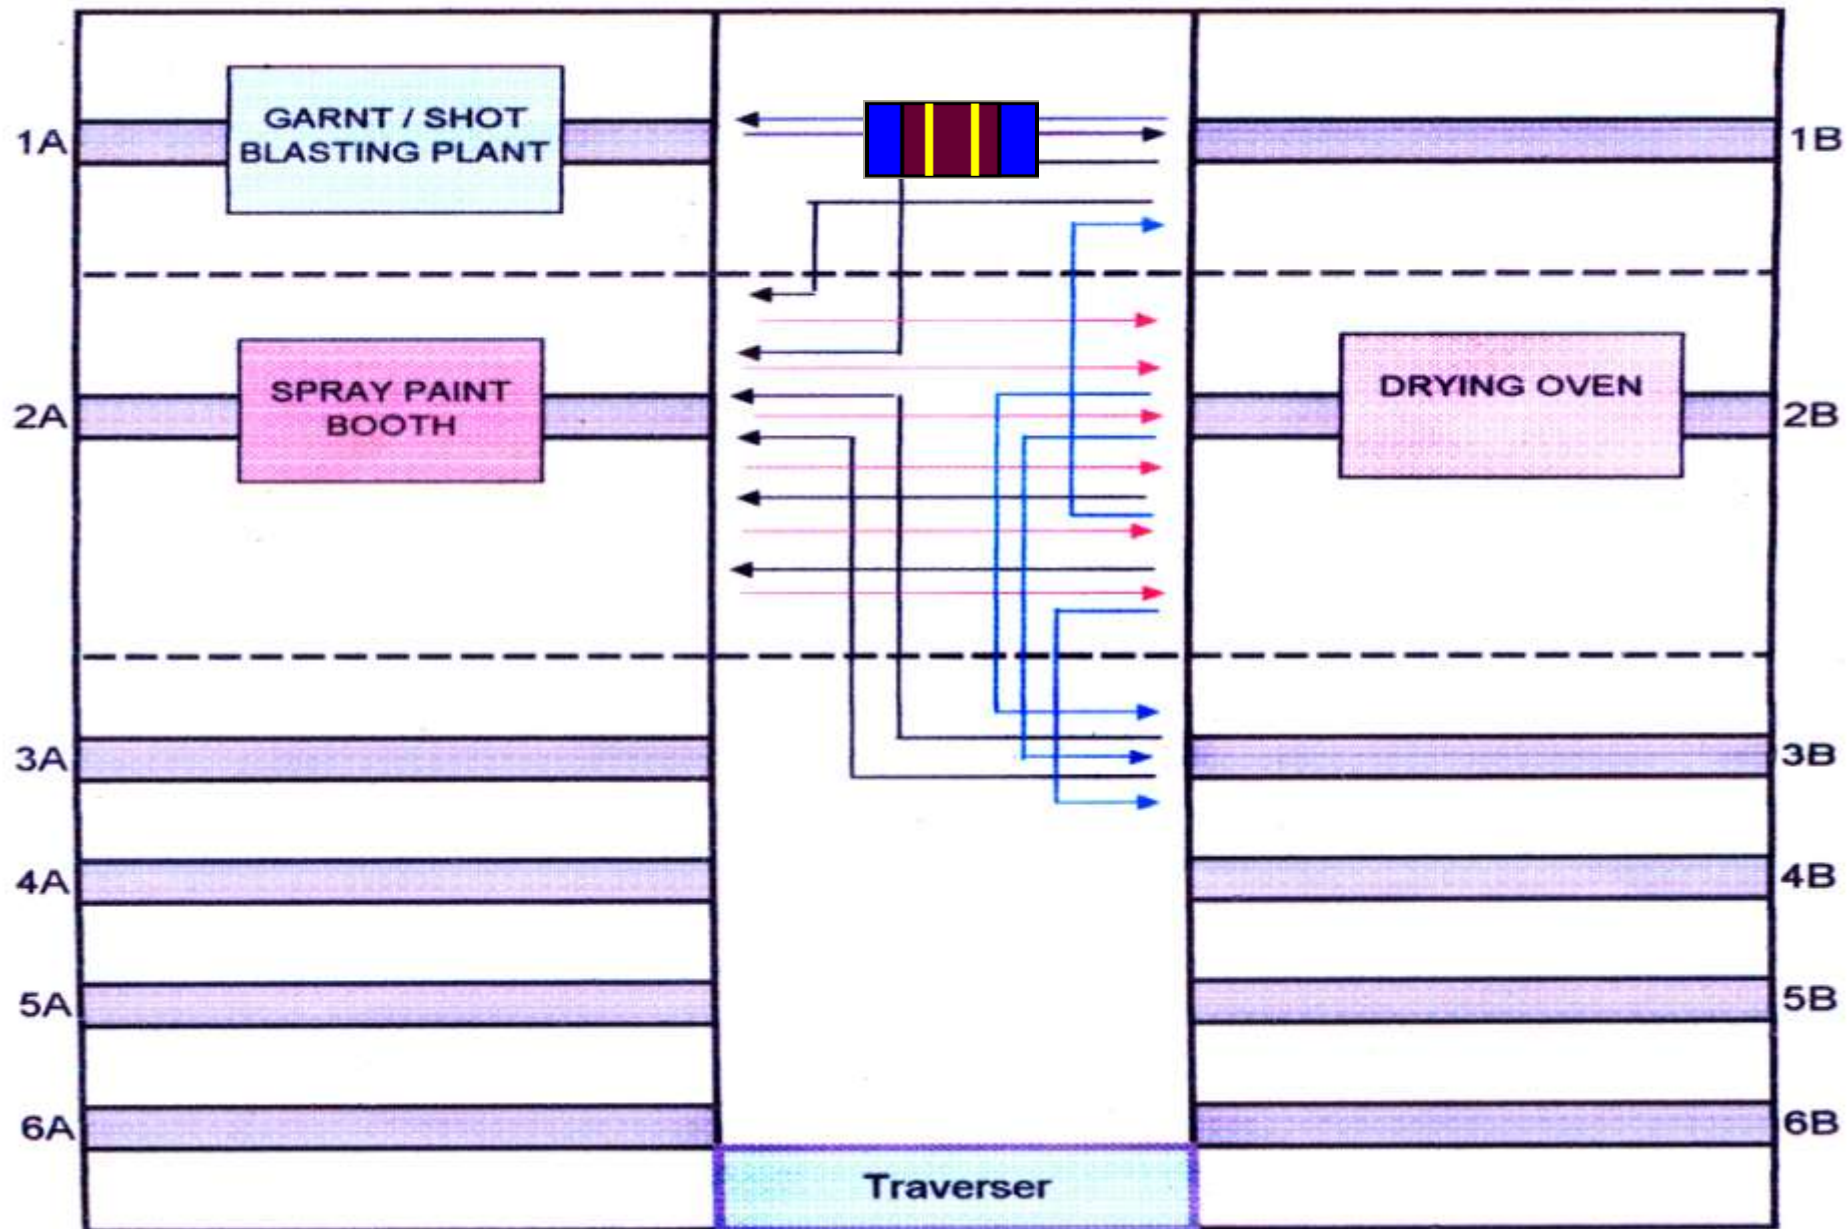 GARNT / SHOT
BLASTING PLANT
1A
1B
SPRAY PAINT
BOOTH
DRYING OVEN
2A
2B
3A
3B
4A
4B
5A
5B
6A
6B
Traverser